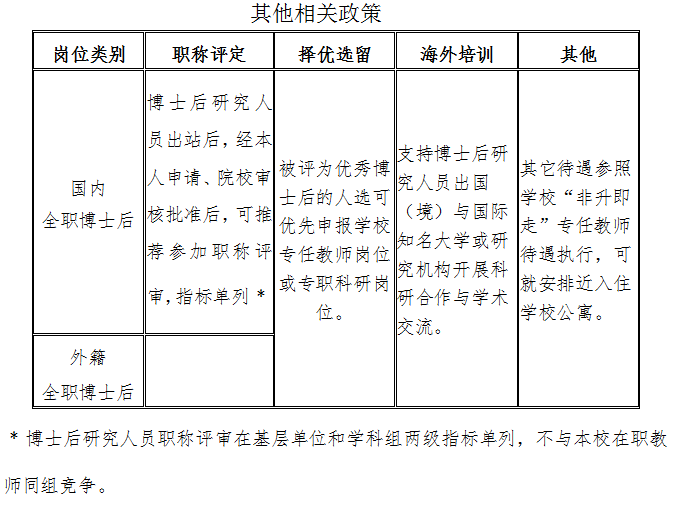 其他相关政策
岗位类别
职称评定
择优选留
海外培训
其他
国内
全职博士后
博士后研究人
员出站后，经本
人申请、院校审
核批准后，可推
荐参加职称评
审，指标单列 *
被评为优秀博
士后的人选可
优先申报学校
专任教师岗位
或专职科研岗
位。
支持博士后研
究人员出国
（境）与国际
知名大学或研
究机构开展科
研合作与学术
交流。
其它待遇参照
学校“非升即
走”专任教师
待遇执行，可
就安排近入住
学校公寓。
外籍
全职博士后
* 博士后研究人员职称评审在基层单位和学科组两级指标单列，不与本校在职教
师同组竞争。